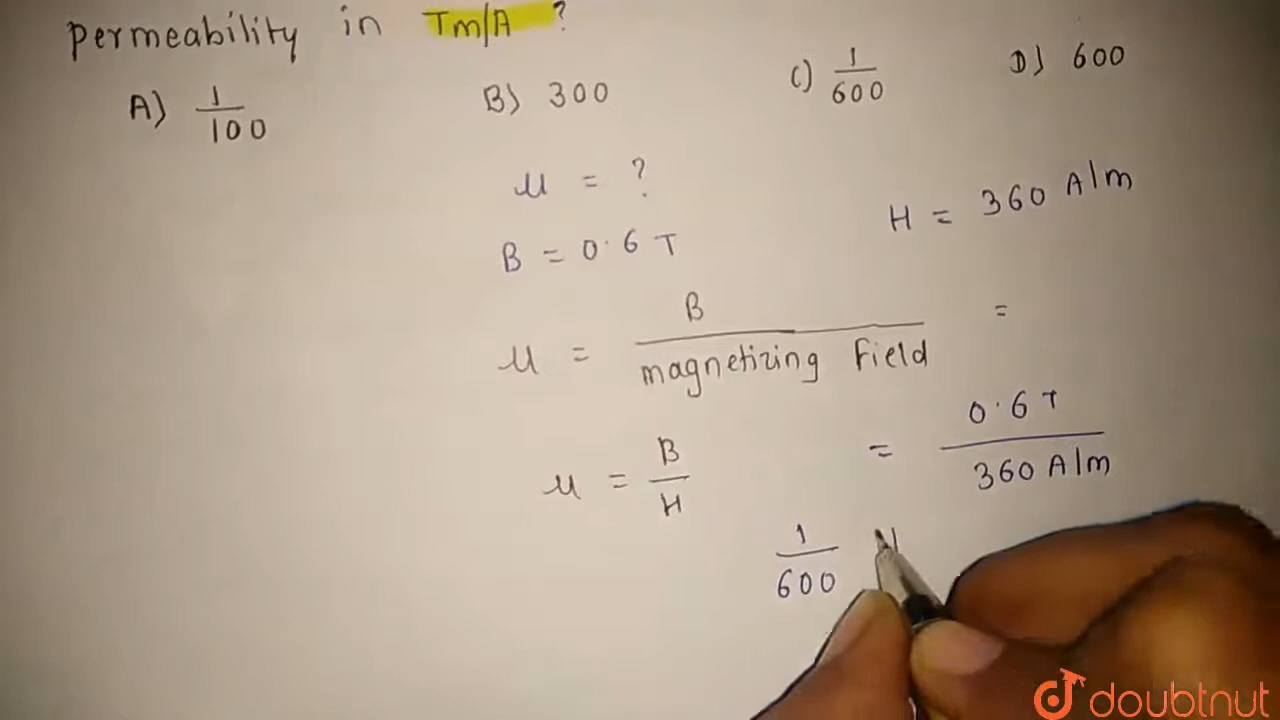 permeability in Tm/A ?
A) 1/100 B) 300 C) 1/600 D) 600
μ = ?
B = 0.6 T H = 360 A/m
μ = B/magnetizing field =
μ = B/H = 0.6 T/360 A/m
1/600
doubtnut